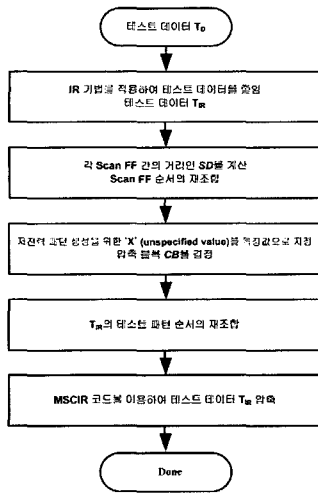 테스트 데이터 T_D
IR 기법을 적용하여 테스트 데이터를 줄임
테스트 데이터 T_IR
각 Scan FF 간의 거리인 SD를 계산
Scan FF 순서의 재조합
저전력 패턴 생성을 위한 'X' (unspecified value)를 특정값으로 지정
압축 블록 CB를 결정
T_IR의 테스트 패턴 순서의 재조합
MSCIR 코드를 이용하여 테스트 데이터 T_IR 압축
Done